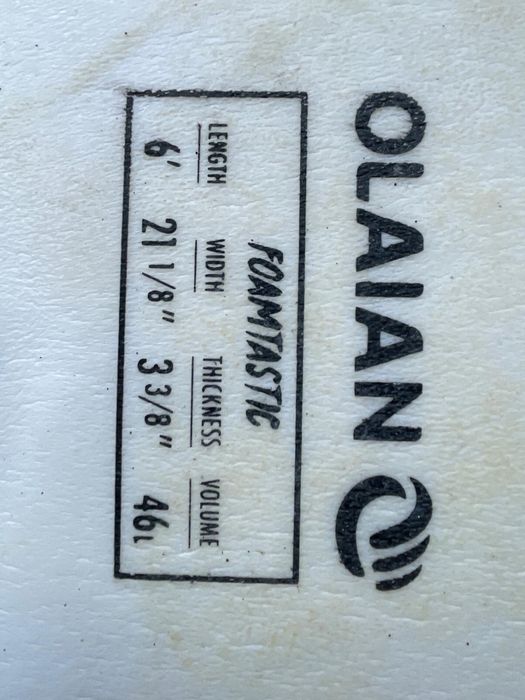 OLAIAN
FOAMTASTIC
LENGTH WIDTH THICKNESS VOLUME
6' 21 1/8" 3 3/8" 46L